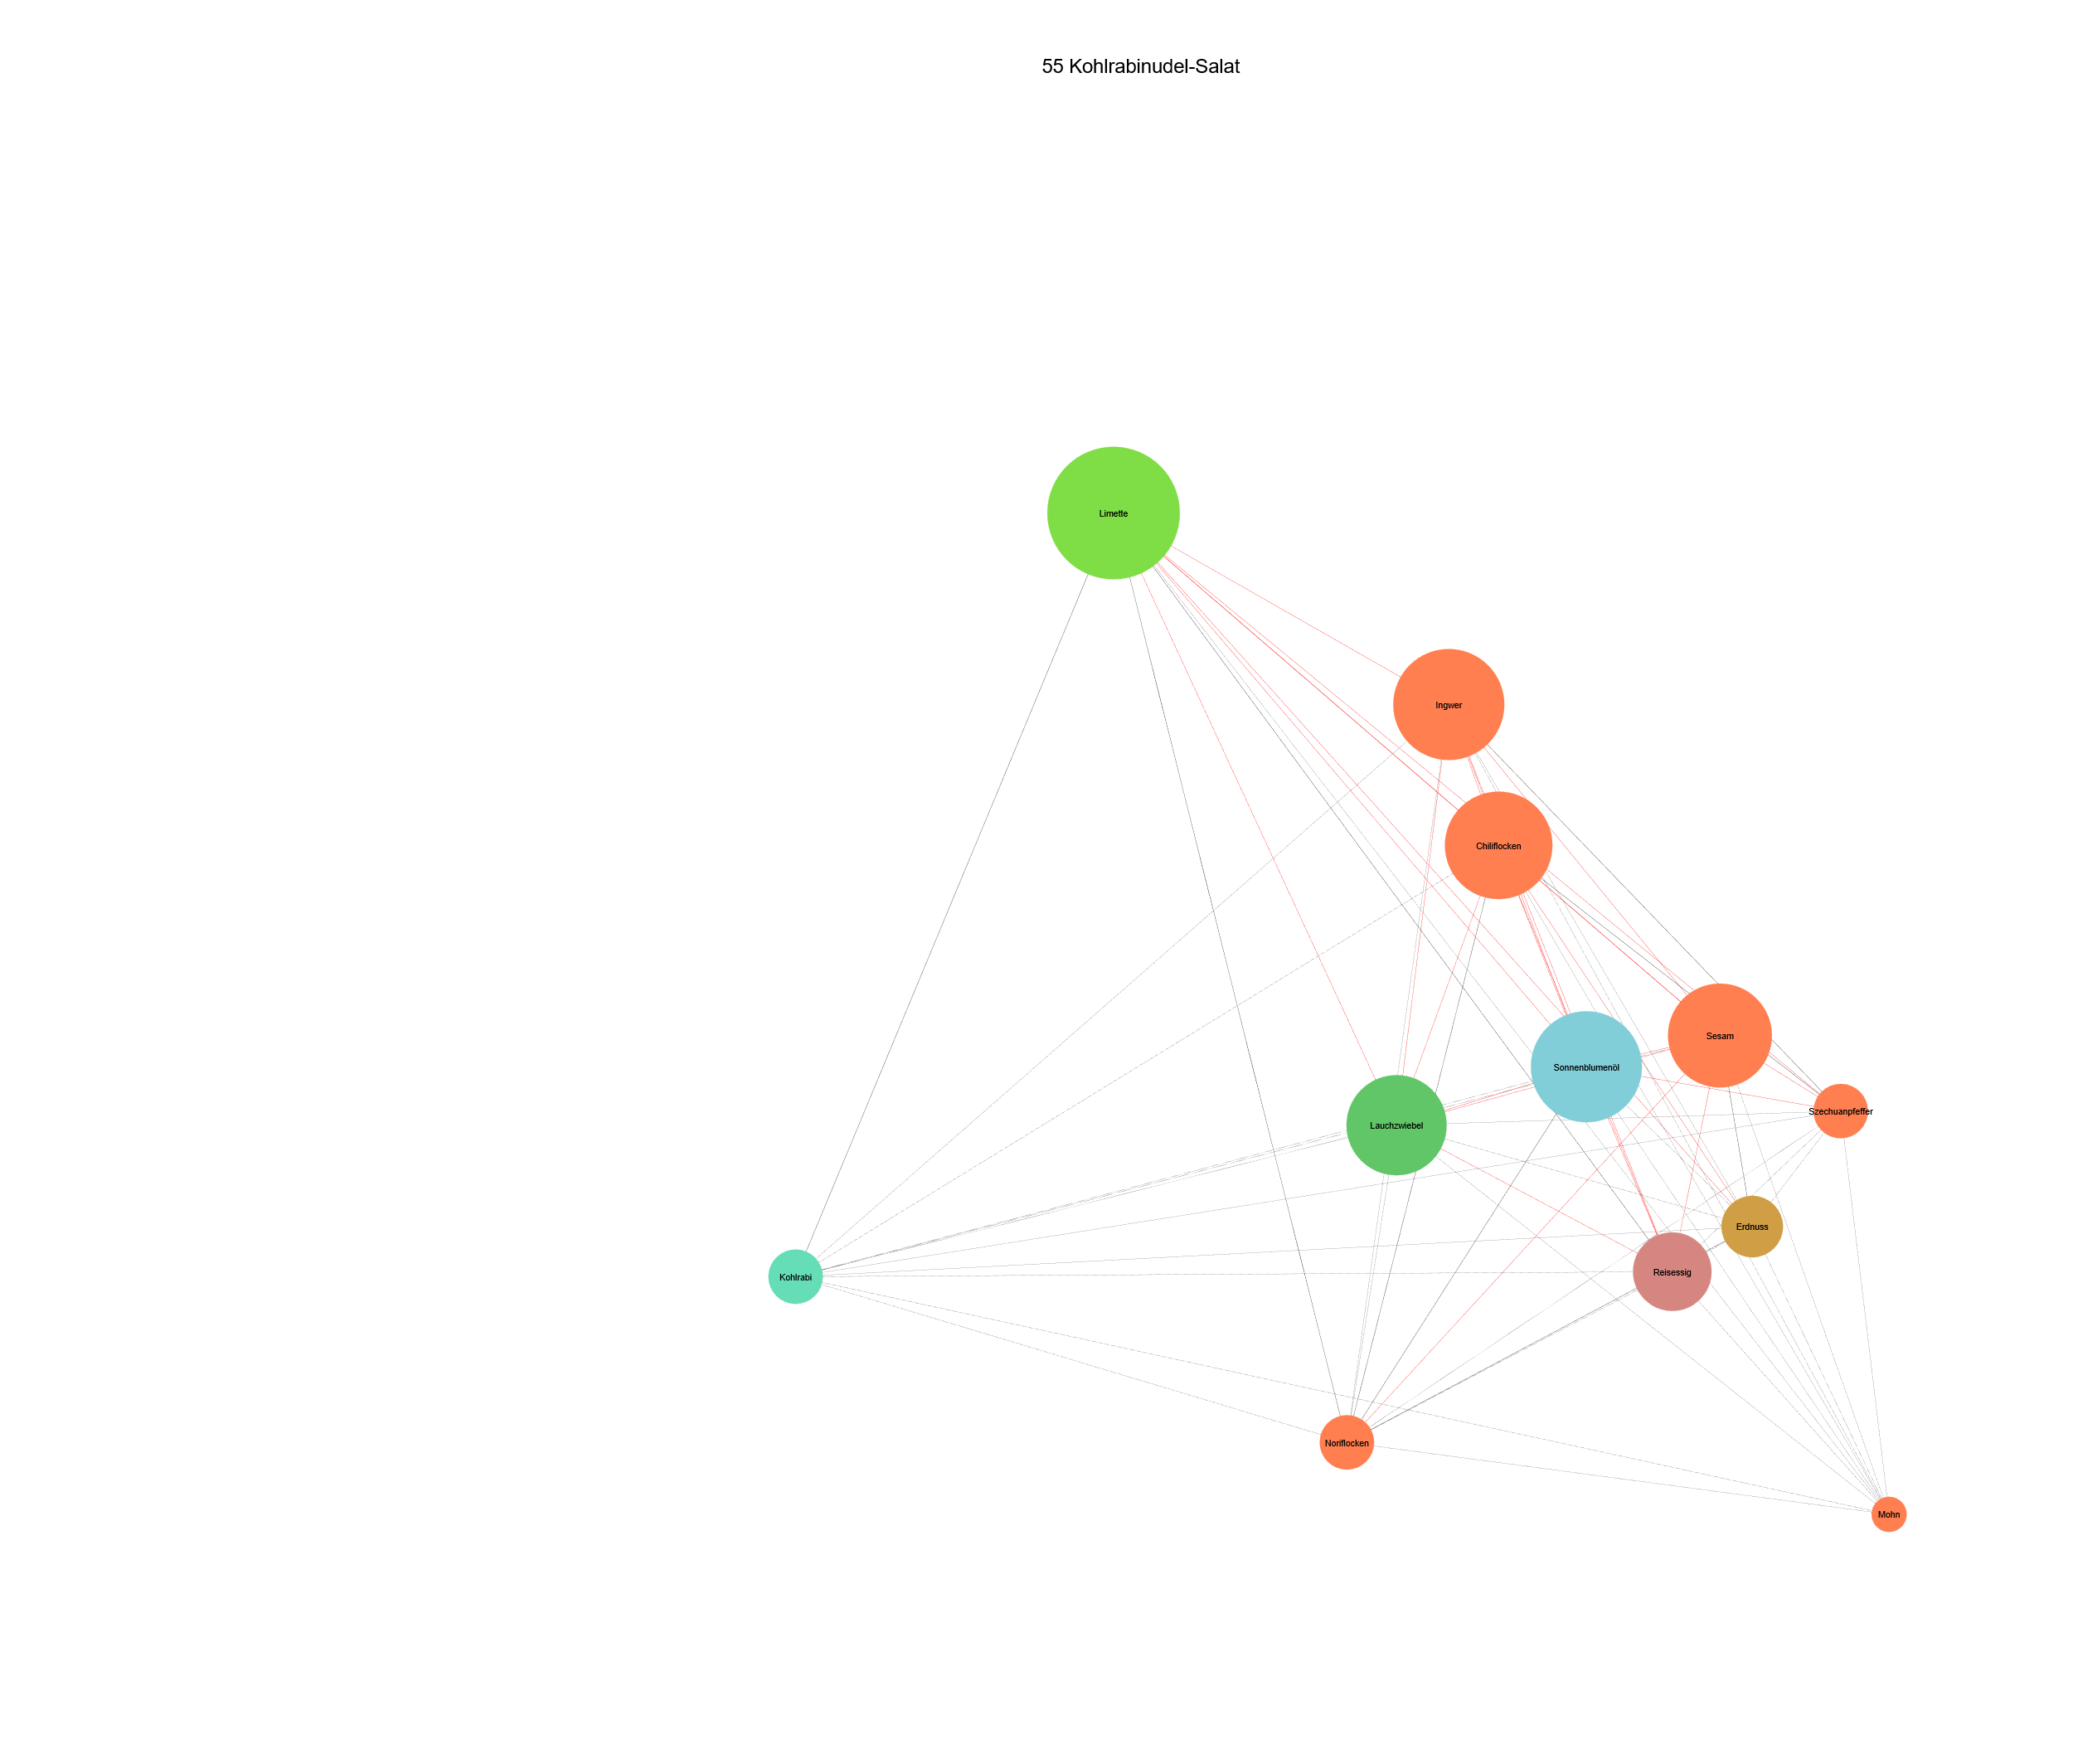 55 Kohlrabinudel-Salat
Limette
Ingwer
Chiliflocken
Sesam
Sonnenblumenöl
Szechuanpfeffer
Lauchzwiebel
Erdnuss
Reisessig
Kohlrabi
Noriflocken
Mohn